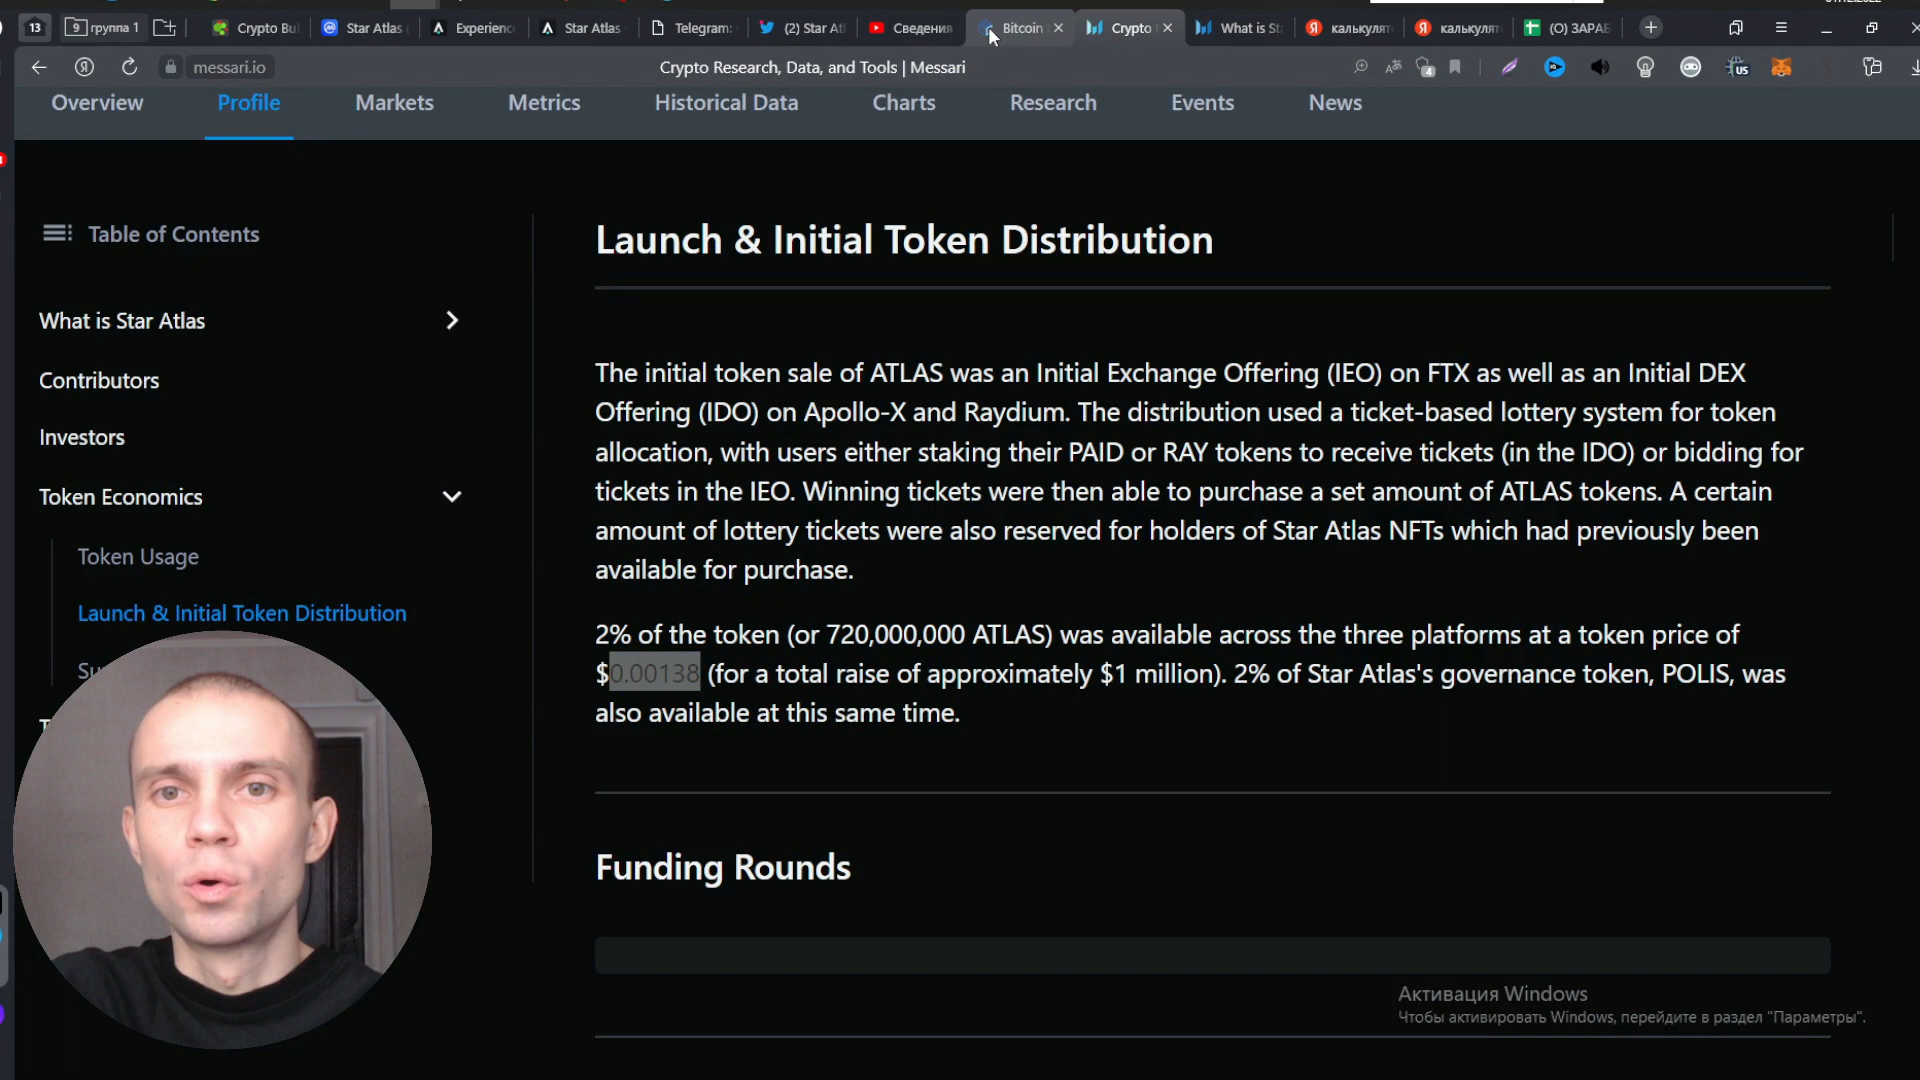 13
9 группа 1
Crypto Bu
Star Atlas (
Experienc
Star Atlas
Telegram:
(2) Star At
Сведения
Bitcoin
Crypto
What is St
калькулят
калькулят
(О) ЗАРАБ
messari.io
Crypto Research, Data, and Tools | Messari
4
US
Overview
Profile
Markets
Metrics
Historical Data
Charts
Research
Events
News
Table of Contents
What is Star Atlas
Contributors
Investors
Token Economics
Token Usage
Launch & Initial Token Distribution
Su
T
Launch & Initial Token Distribution
The initial token sale of ATLAS was an Initial Exchange Offering (IEO) on FTX as well as an Initial DEX
Offering (IDO) on Apollo-X and Raydium. The distribution used a ticket-based lottery system for token
allocation, with users either staking their PAID or RAY tokens to receive tickets (in the IDO) or bidding for
tickets in the IEO. Winning tickets were then able to purchase a set amount of ATLAS tokens. A certain
amount of lottery tickets were also reserved for holders of Star Atlas NFTs which had previously been
available for purchase.
2% of the token (or 720,000,000 ATLAS) was available across the three platforms at a token price of
$0.00138 (for a total raise of approximately $1 million). 2% of Star Atlas's governance token, POLIS, was
also available at this same time.
Funding Rounds
Активация Windows
Чтобы активировать Windows, перейдите в раздел "Параметры".